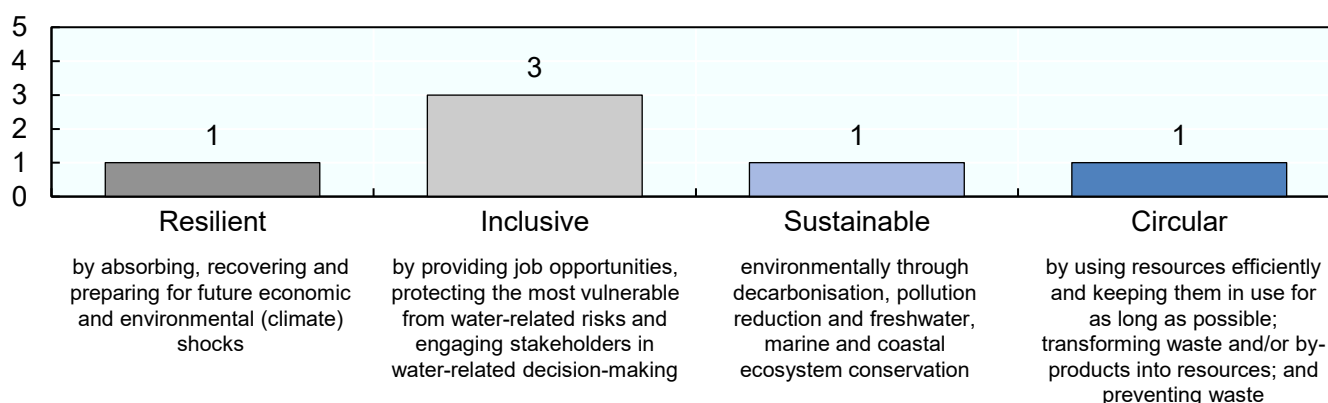 5
4
3
2
1
0
1
3
1
1
Resilient
Inclusive
Sustainable
Circular
by absorbing, recovering and
preparing for future economic
and environmental (climate)
shocks
by providing job opportunities,
protecting the most vulnerable
from water-related risks and
engaging stakeholders in
water-related decision-making
environmentally through
decarbonisation, pollution
reduction and freshwater,
marine and coastal
ecosystem conservation
by using resources efficiently
and keeping them in use for
as long as possible;
transforming waste and/or by-
products into resources; and
preventing waste